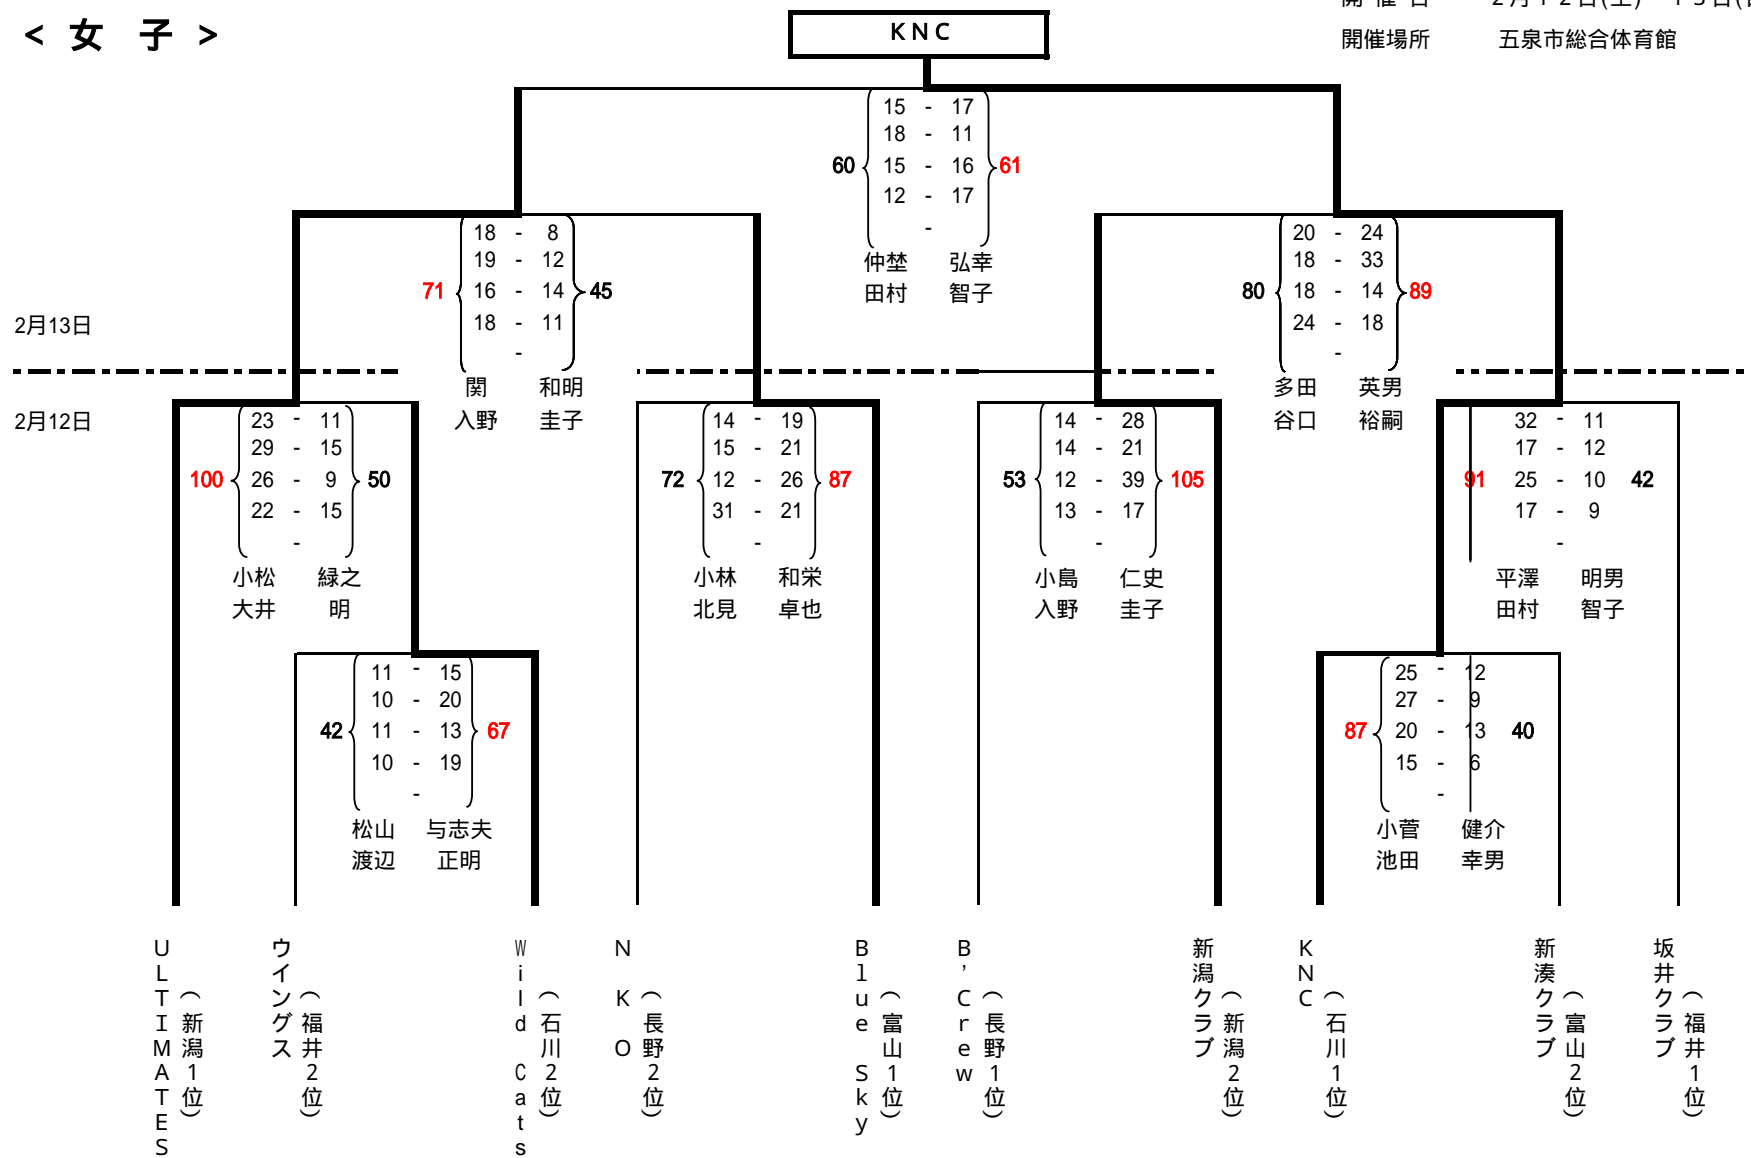 < 女 子 >
KNC
開催場所 五泉市総合体育館
15 - 17
18 - 11
60 15 - 16 61
12 - 17
-
仲埜 弘幸
田村 智子
18 - 8
19 - 12
71 16 - 14 45
18 - 11
-
関 和明
入野 圭子
20 - 24
18 - 33
80 18 - 14 89
24 - 18
-
多田 英男
谷口 裕嗣
2月13日
2月12日
23 - 11
29 - 15
100 26 - 9 50
22 - 15
-
小松 緑之
大井 明
14 - 19
15 - 21
72 12 - 26 87
31 - 21
-
小林 和栄
北見 卓也
14 - 28
14 - 21
53 12 - 39 105
13 - 17
-
小島 仁史
入野 圭子
32 - 11
17 - 12
91 25 - 10 42
17 - 9
-
平澤 明男
田村 智子
11 - 15
10 - 20
42 11 - 13 67
10 - 19
-
松山 与志夫
渡辺 正明
25 - 12
27 - 9
87 20 - 13 40
15 - 6
-
小菅 健介
池田 幸男
ULTIMATES
(新潟1位)
ウイングス
(福井2位)
Wild Cats
(石川2位)
N K O
(長野2位)
Blue Sky
(富山1位)
B'Crew
(長野1位)
新潟クラブ
(新潟2位)
KNC
(石川1位)
新湊クラブ
(富山2位)
坂井クラブ
(福井1位)